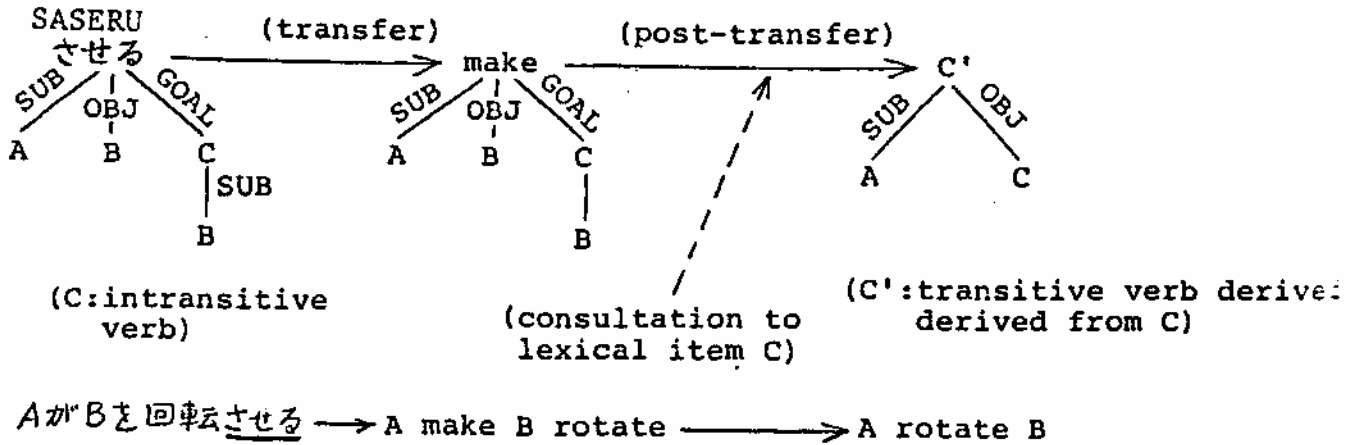 SASERU
させる (transfer) make (post-transfer) C'
SUB OBJ GOAL SUB OBJ GOAL SUB OBJ
A B C A B C A C
SUB
B B
(C:intransitive
verb)
(consultation to
lexical item C)
(C':transitive verb derive
derived from C)
AがBを回転させる → A make B rotate → A rotate B